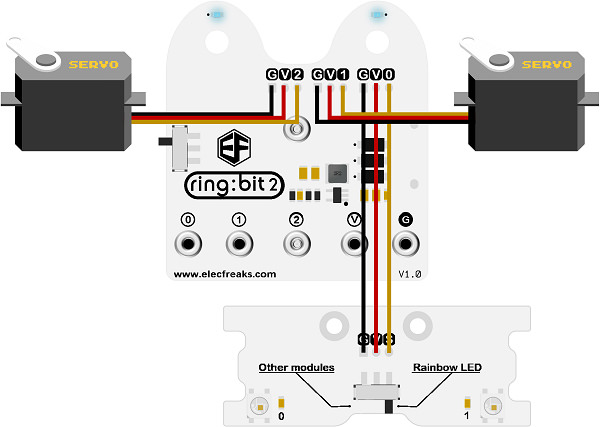 SERVO
SERVO
G V 2 G V 1 G V 0
EF
ring:bit 2
0 1 2 V G
www.elecfreaks.com V1.0
G V S
Other modules Rainbow LED
0 1